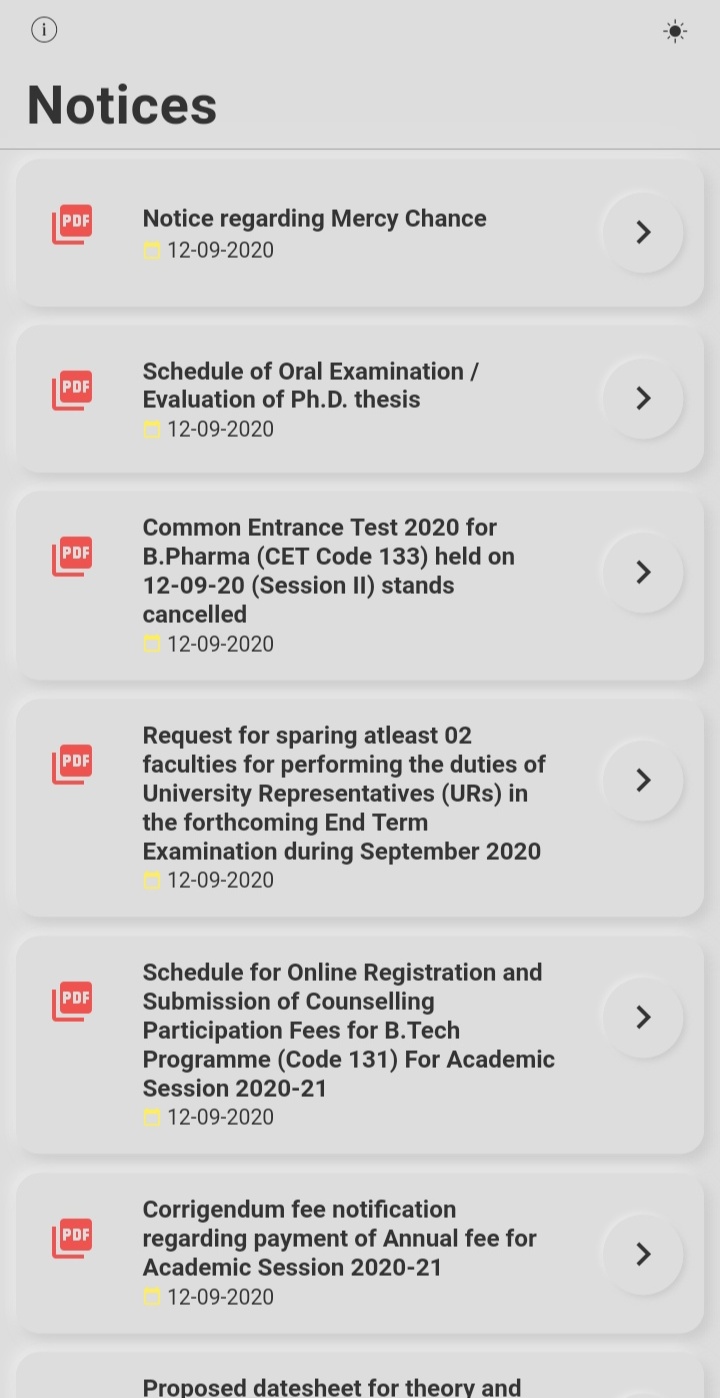 Notices
PDF
Notice regarding Mercy Chance
12-09-2020
PDF
Schedule of Oral Examination /
Evaluation of Ph.D. thesis
12-09-2020
PDF
Common Entrance Test 2020 for
B.Pharma (CET Code 133) held on
12-09-20 (Session II) stands
cancelled
12-09-2020
PDF
Request for sparing atleast 02
faculties for performing the duties of
University Representatives (URs) in
the forthcoming End Term
Examination during September 2020
12-09-2020
PDF
Schedule for Online Registration and
Submission of Counselling
Participation Fees for B.Tech
Programme (Code 131) For Academic
Session 2020-21
12-09-2020
PDF
Corrigendum fee notification
regarding payment of Annual fee for
Academic Session 2020-21
12-09-2020
Proposed datesheet for theory and